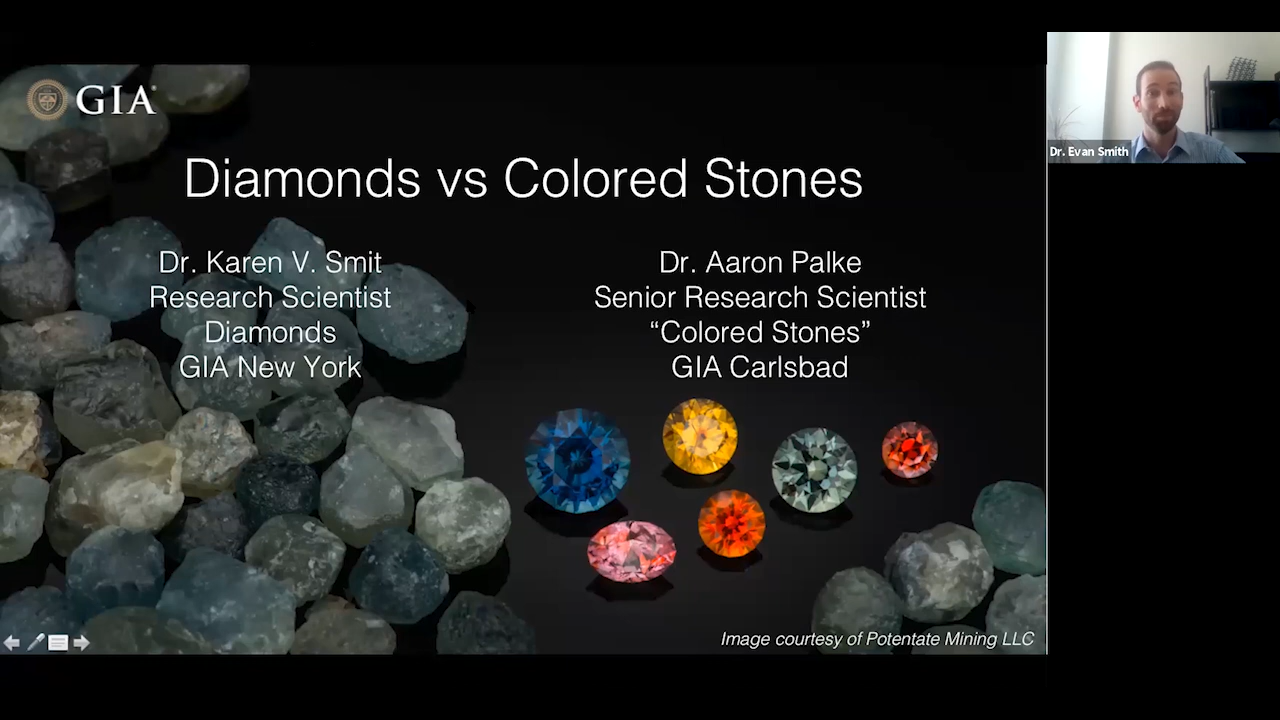 GIA
Diamonds vs Colored Stones
Dr. Karen V. Smit
Research Scientist
Diamonds
GIA New York
Dr. Aaron Palke
Senior Research Scientist
“Colored Stones”
GIA Carlsbad
Image courtesy of Potentate Mining LLC
Dr. Evan Smith